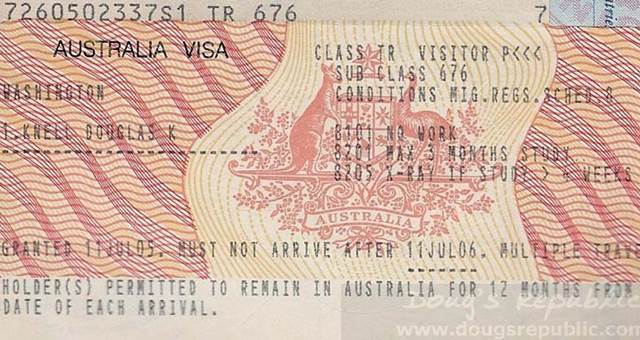 7260502337S1 TR 676 7
AUSTRALIA VISA CLASS TR VISITOR P<<<
SUB CLASS 676
WASHINGTON CONDITIONS MIG.REGS.SCHED.8
1.KNELL DOUGLAS K 8101 NO WORK
8201 MAX 3 MONTHS STUDY
8205 X-RAY IF STUDY > 4 WEEKS
AUSTRALIA
GRANTED 11JUL05. MUST NOT ARRIVE AFTER 11JUL06. MULTIPLE TRAV
HOLDER(S) PERMITTED TO REMAIN IN AUSTRALIA FOR 12 MONTHS FROM
DATE OF EACH ARRIVAL.
Doug's Republic
www.dougsrepublic.com